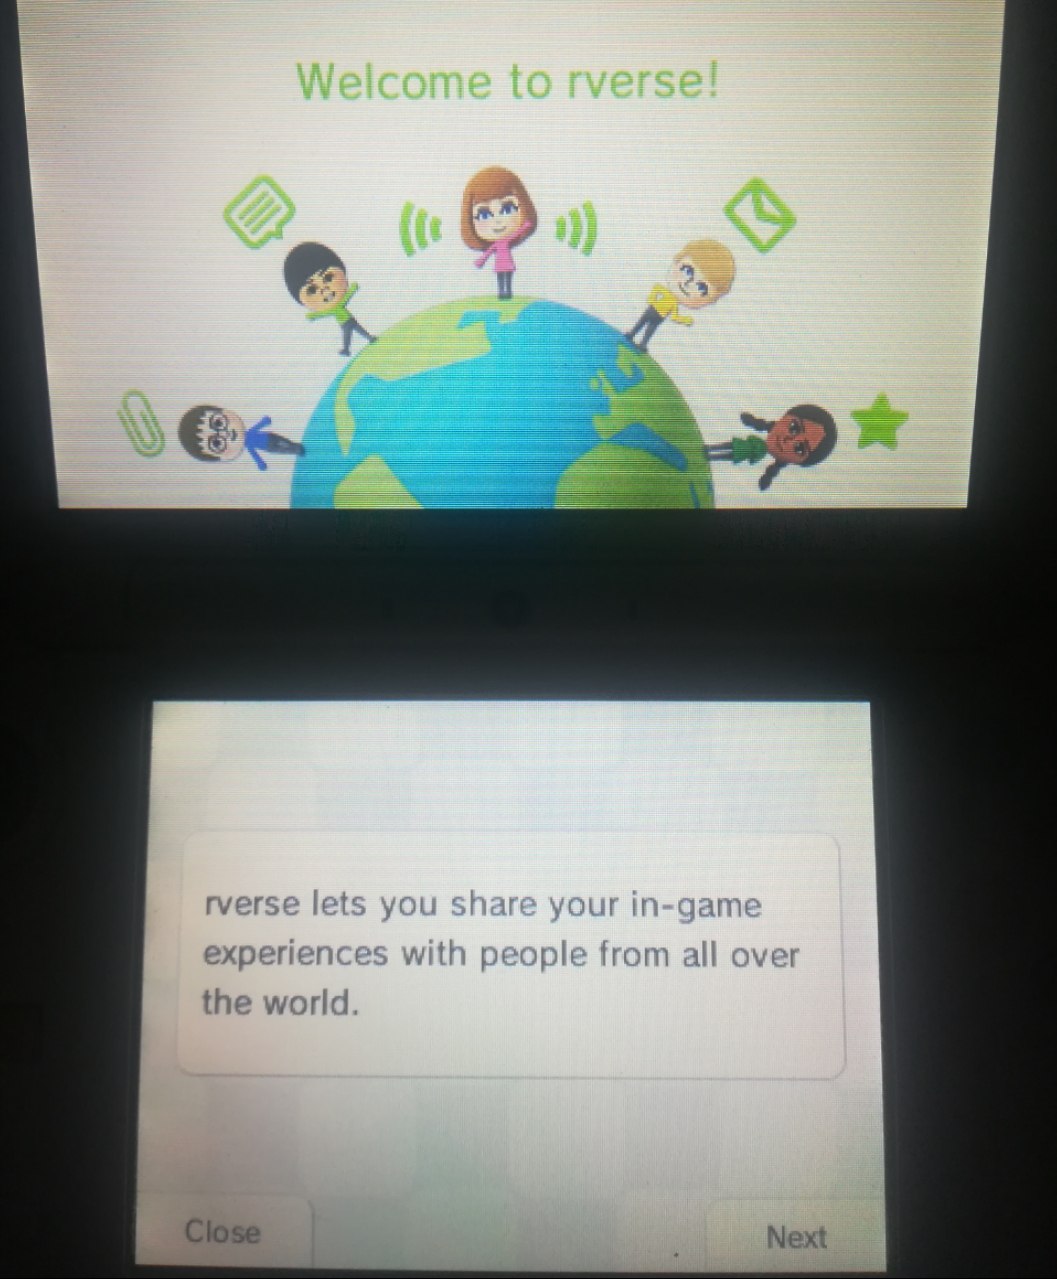 Welcome to rverse!
rverse lets you share your in-game
experiences with people from all over
the world.
Close
Next